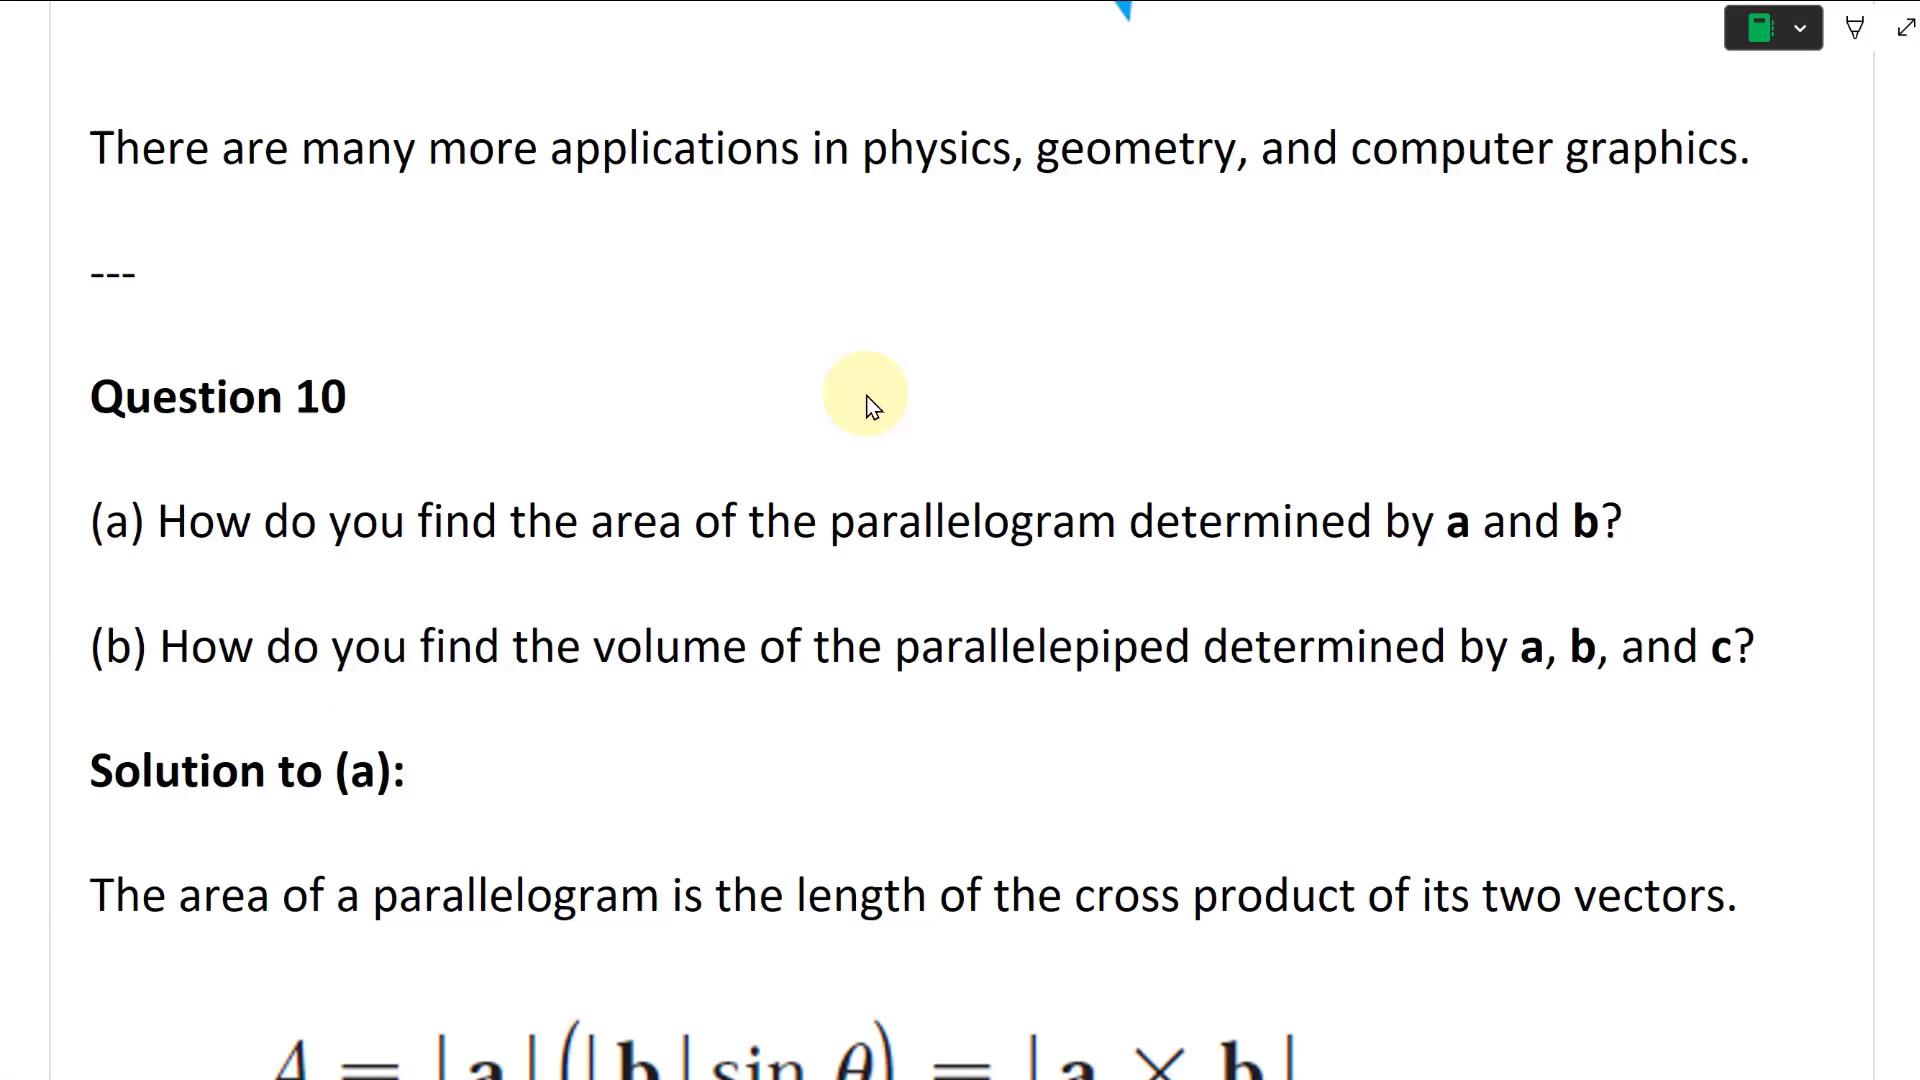 There are many more applications in physics, geometry, and computer graphics.
---
Question 10
(a) How do you find the area of the parallelogram determined by a and b?
(b) How do you find the volume of the parallelepiped determined by a, b, and c?
Solution to (a):
The area of a parallelogram is the length of the cross product of its two vectors.
A = |a|(|b| sin θ) = |a × b|